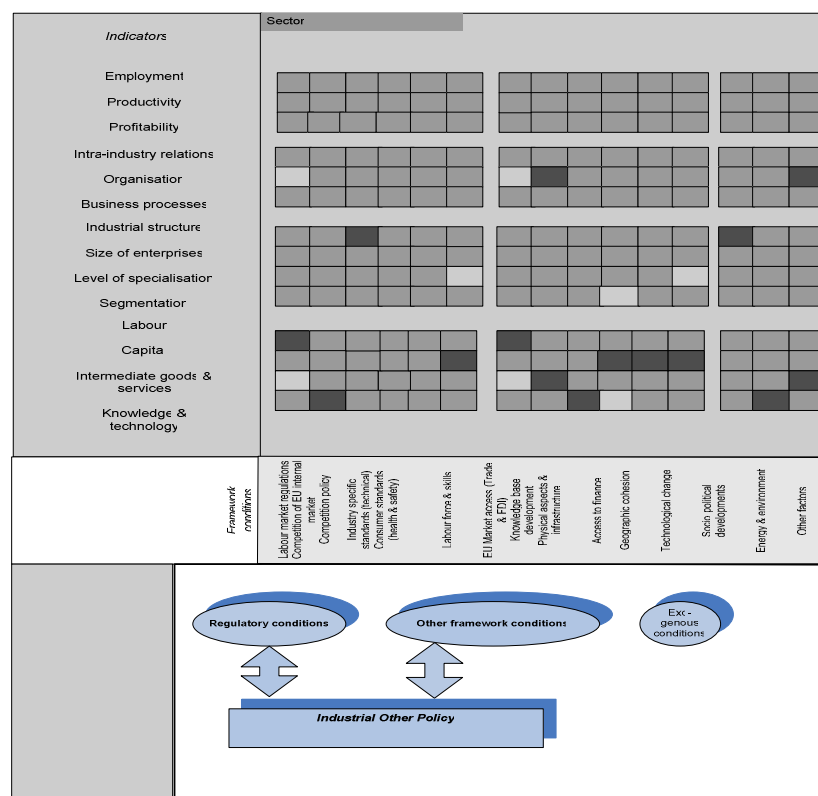 Sector
Indicators
Employment
Productivity
Profitability
Intra-industry relations
Organisation
Business processes
Industrial structure
Size of enterprises
Level of specialisation
Segmentation
Labour
Capita
Intermediate goods &
services
Knowledge &
technology
Framework
conditions
Labour market regulations
Competition of EU internal
market
Competition policy
Industry specific
standards (technical)
Consumer standards
(health & safety)
Labour force & skills
EU Market access (Trade
& FDI)
Knowledge base
development
Physical aspects &
infrastructure
Access to finance
Geographic cohesion
Technological change
Socio political
developments
Energy & environment
Other factors
Regulatory conditions
Other framework conditions
Exc -
genous
conditions
Industrial Other Policy